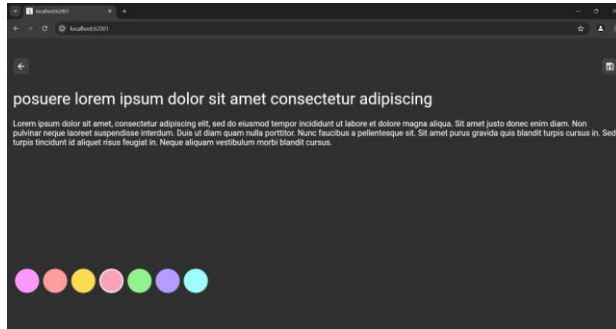 localhost:62001
localhost:62001
posuere lorem ipsum dolor sit amet consectetur adipiscing
Lorem ipsum dolor sit amet, consectetur adipiscing elit, sed do eiusmod tempor incididunt ut labore et dolore magna aliqua. Sit amet justo donec enim diam. Non
pulvinar neque laoreet suspendisse interdum. Duis ut diam quam nulla porttitor. Nunc faucibus a pellentesque sit. Sit amet purus gravida quis blandit turpis cursus in. Sed
turpis tincidunt id aliquet risus feugiat in. Neque aliquam vestibulum morbi blandit cursus.